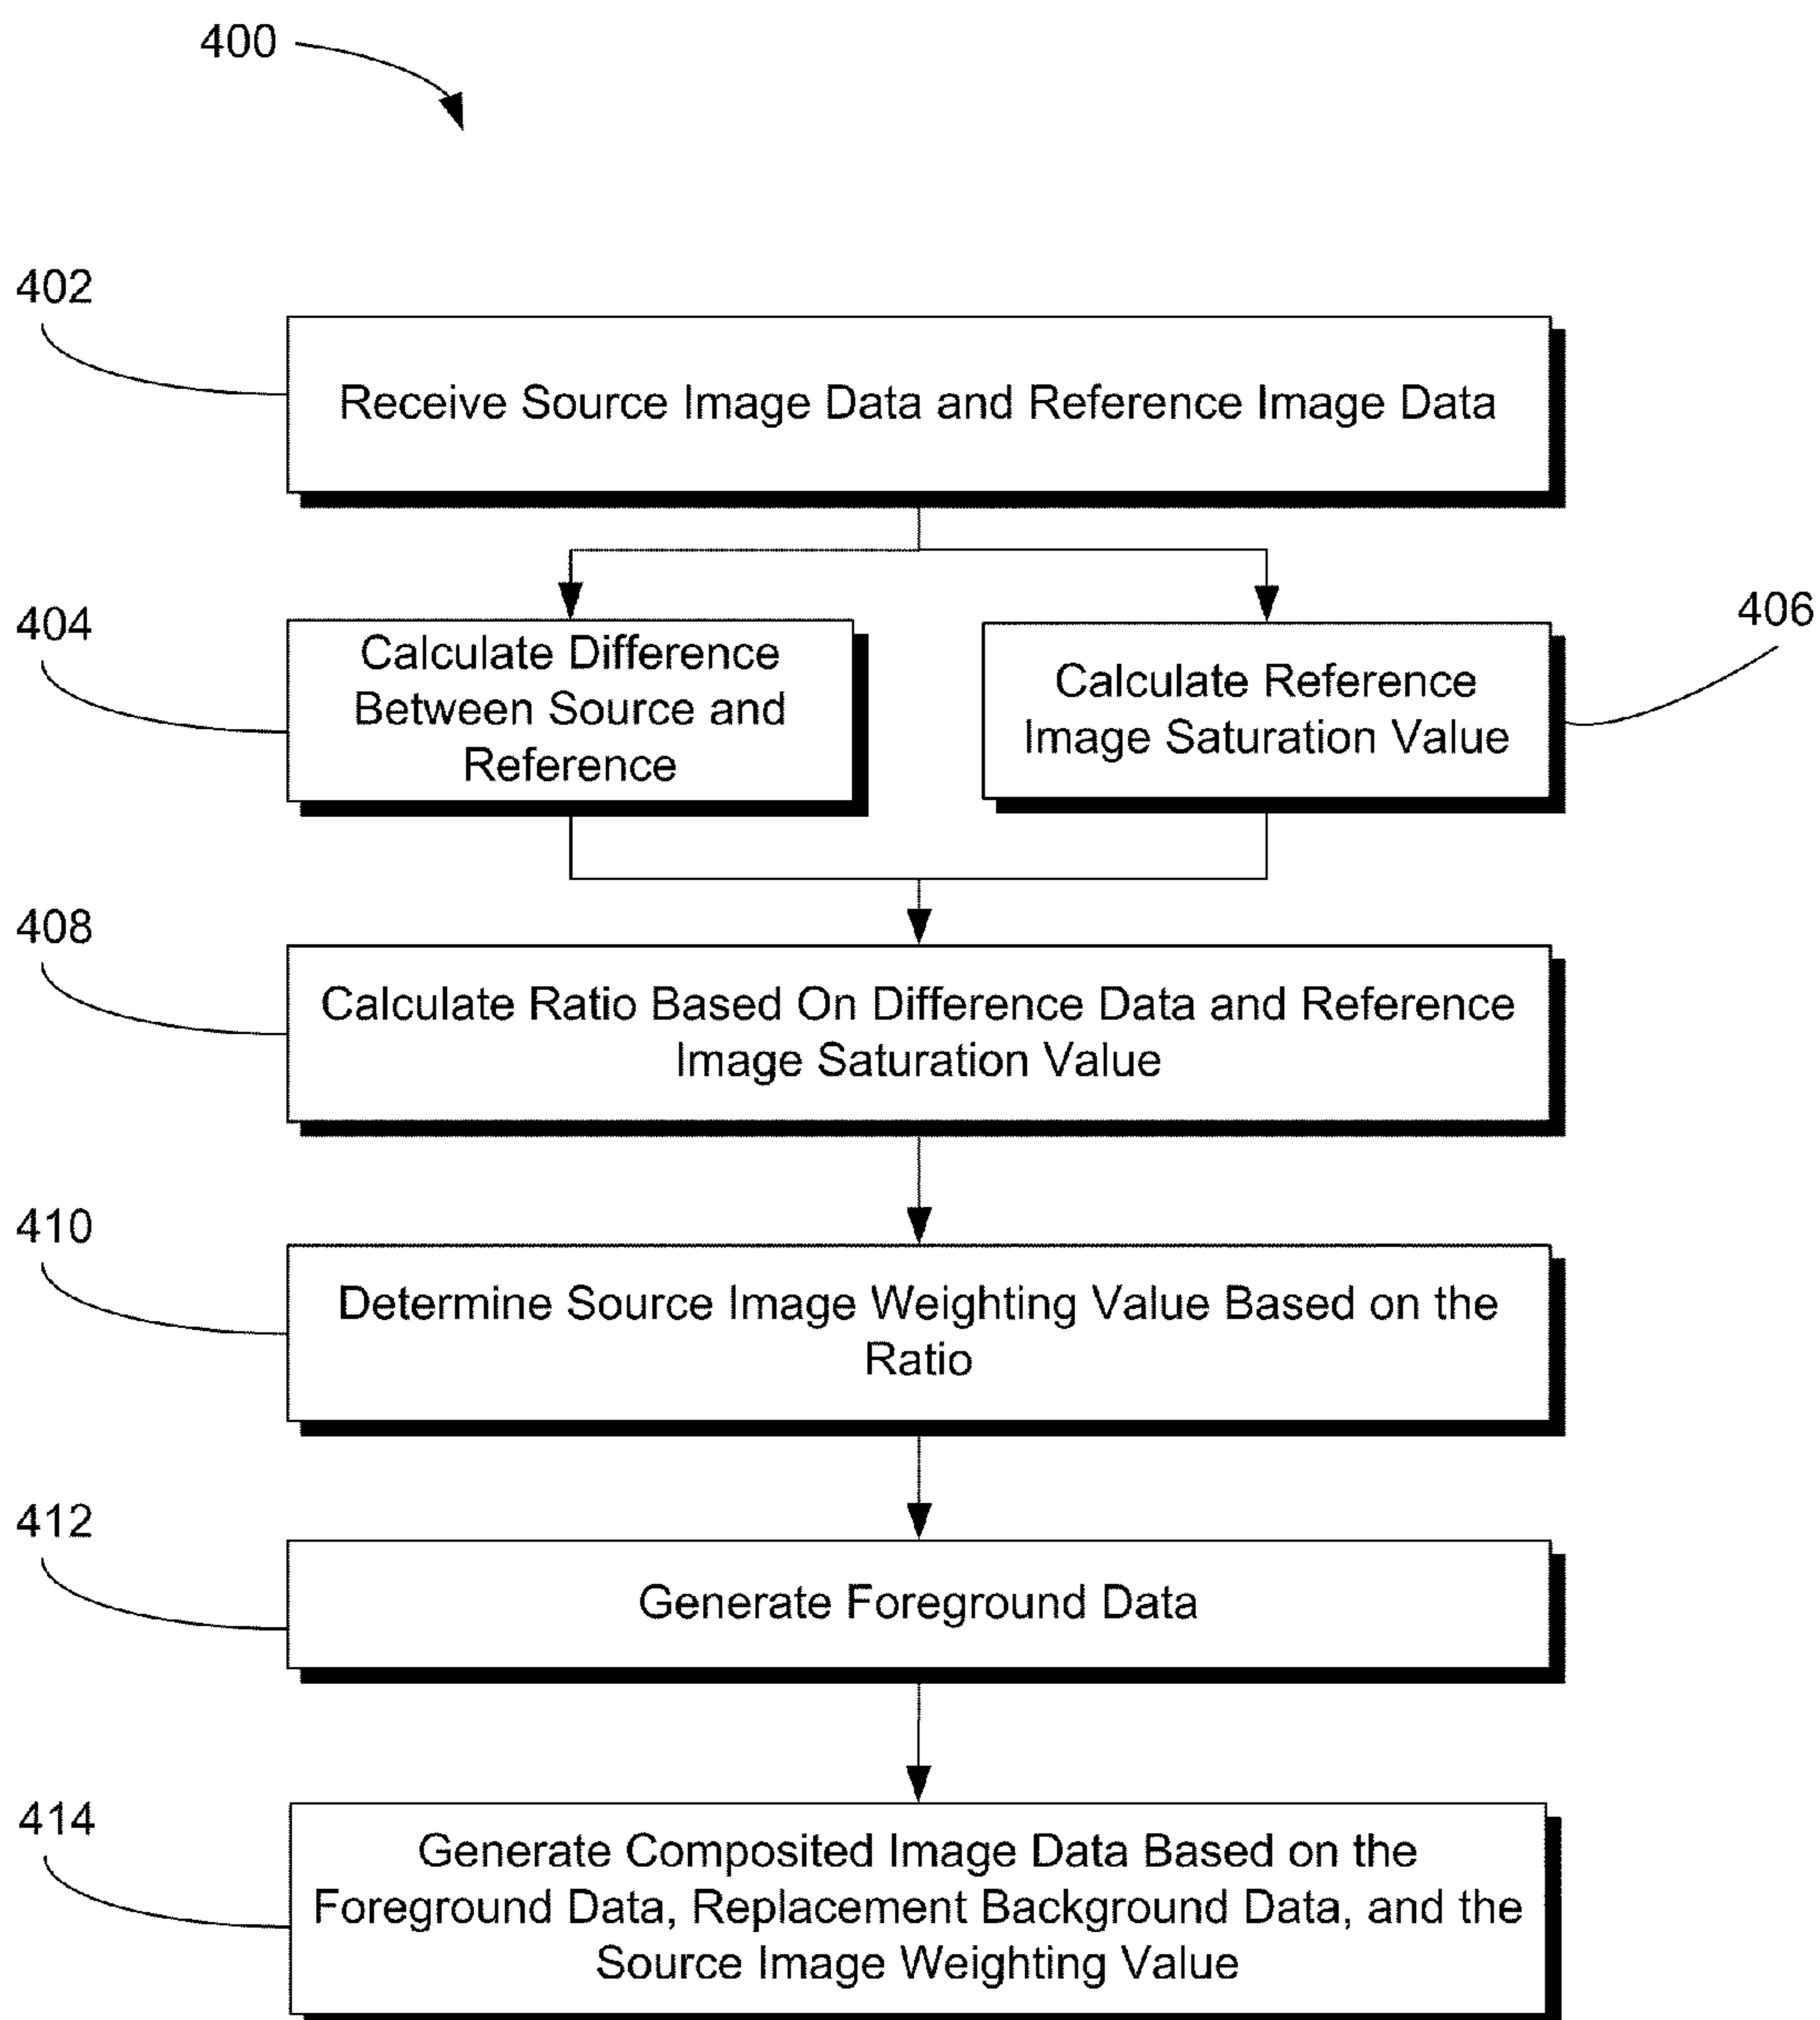 400
402
Receive Source Image Data and Reference Image Data
404
Calculate Difference
Between Source and
Reference
406
Calculate Reference
Image Saturation Value
408
Calculate Ratio Based On Difference Data and Reference
Image Saturation Value
410
Determine Source Image Weighting Value Based on the
Ratio
412
Generate Foreground Data
414
Generate Composited Image Data Based on the
Foreground Data, Replacement Background Data, and the
Source Image Weighting Value